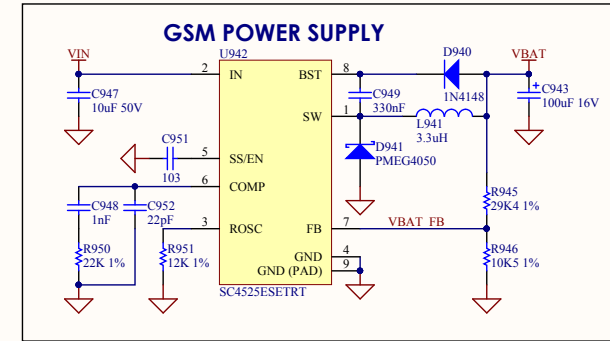 GSM POWER SUPPLY
U942
D940
VIN
VBAT
2
IN
BST
8
C947
10uF 50V
C949
330nF
1N4148
+
C943
100uF 16V
SW
1
L941
3.3uH
C951
103
5
SS/EN
D941
PMEG4050
6
COMP
C948
1nF
C952
22pF
R945
29K4 1%
3
ROSC
FB
7
VBAT_FB
R950
22K 1%
R951
12K 1%
GND
4
GND (PAD)
9
R946
10K5 1%
SC4525ESETRT